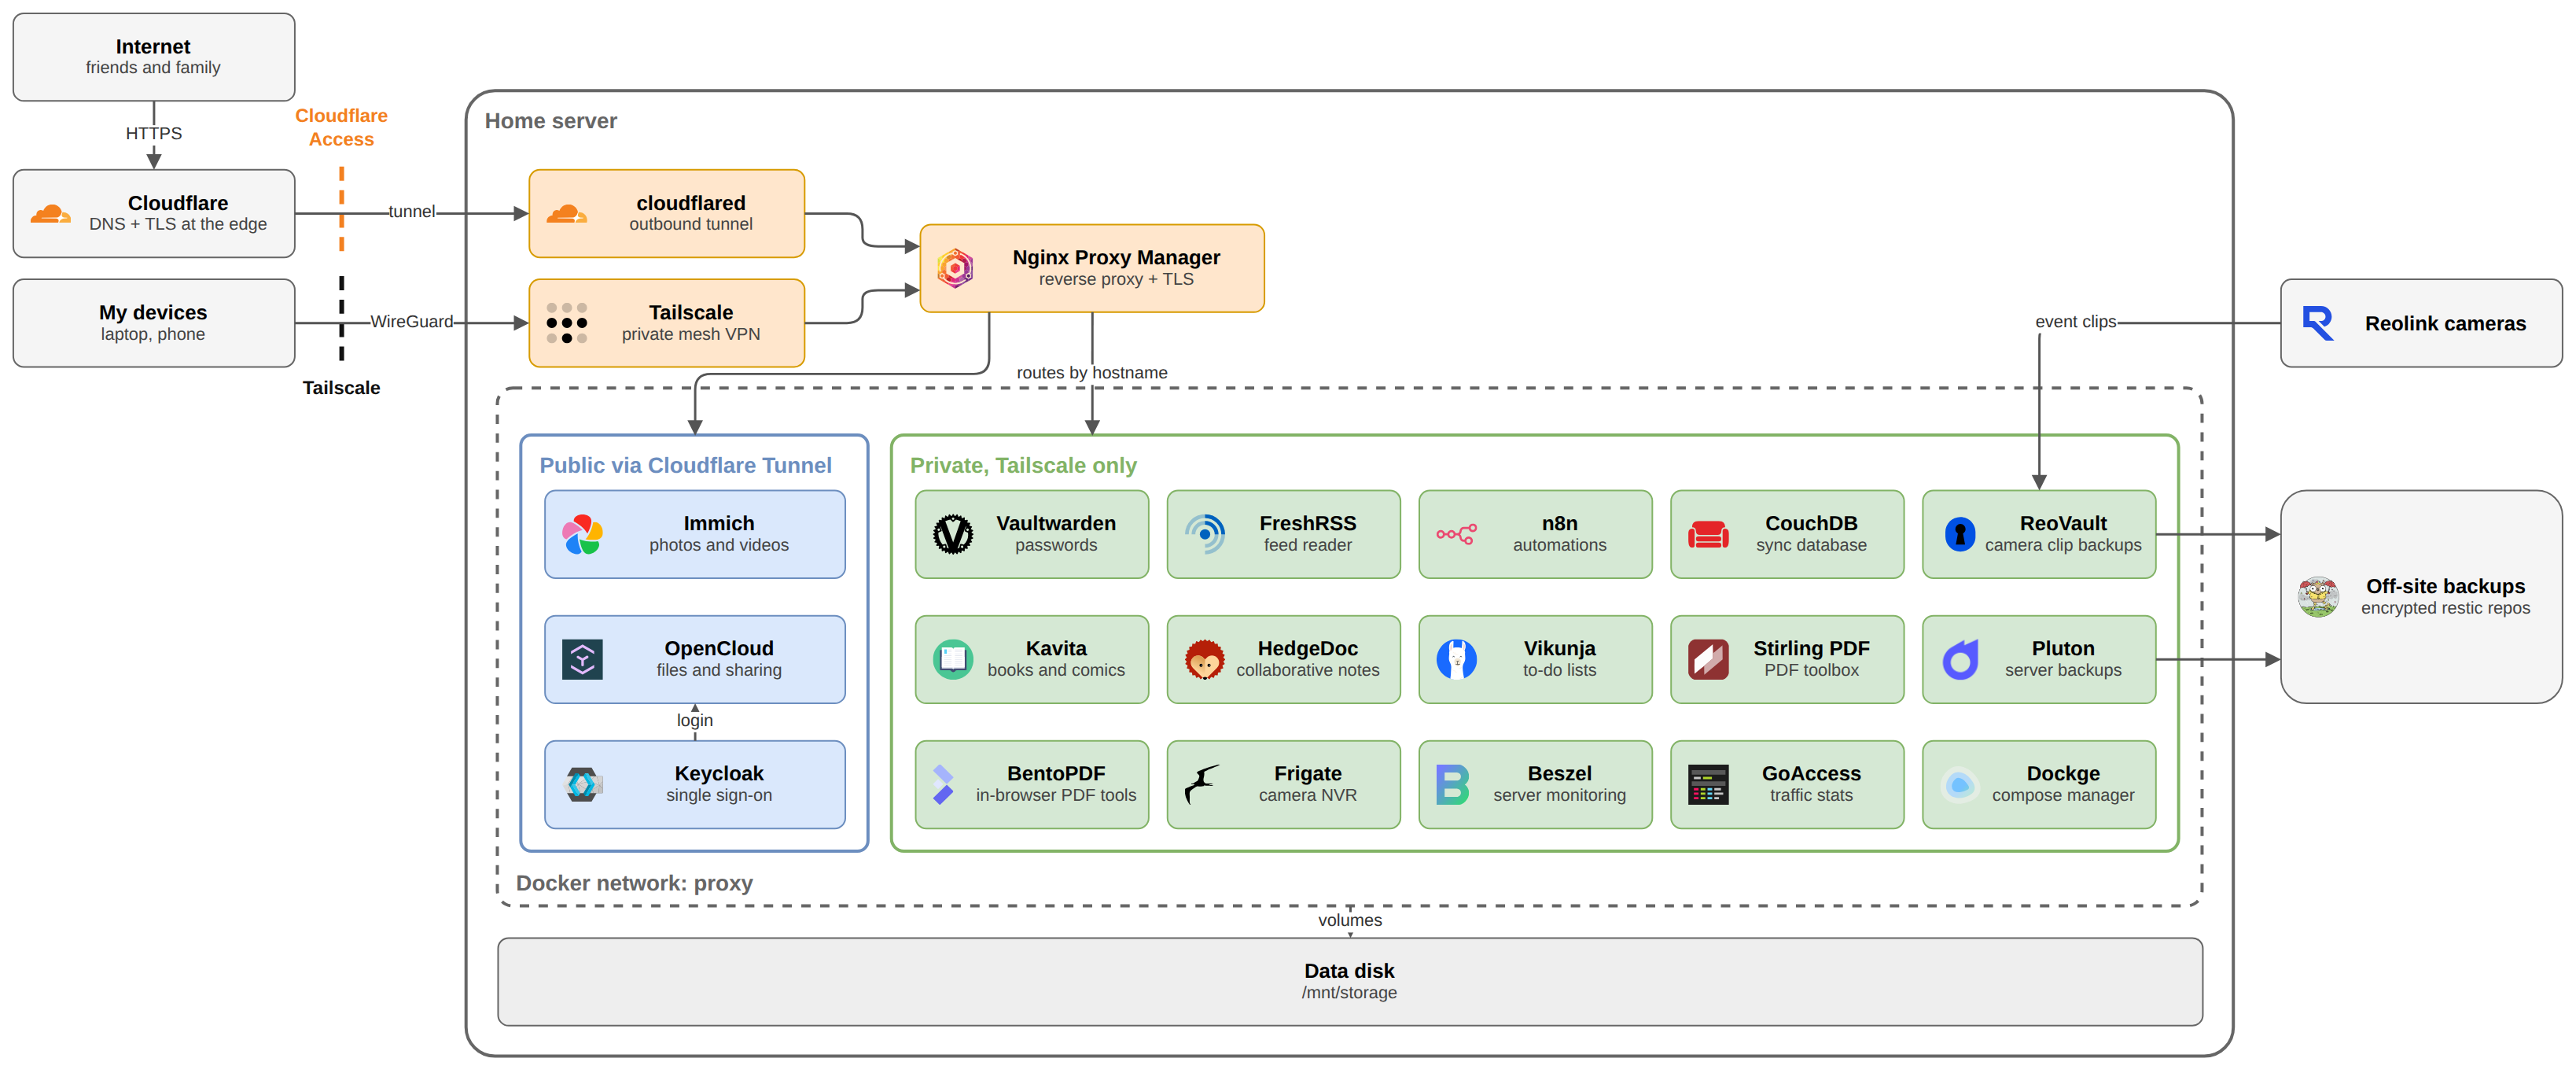 Internet
friends and family
HTTPS
Cloudflare
Access
Cloudflare
DNS + TLS at the edge
tunnel
My devices
laptop, phone
WireGuard
Tailscale
Home server
cloudflared
outbound tunnel
Tailscale
private mesh VPN
Nginx Proxy Manager
reverse proxy + TLS
routes by hostname
event clips
Reolink cameras
Public via Cloudflare Tunnel
Immich
photos and videos
OpenCloud
files and sharing
login
Keycloak
single sign-on
Private, Tailscale only
Vaultwarden
passwords
FreshRSS
feed reader
n8n
automations
CouchDB
sync database
ReoVault
camera clip backups
Kavita
books and comics
HedgeDoc
collaborative notes
Vikunja
to-do lists
Stirling PDF
PDF toolbox
Pluton
server backups
BentoPDF
in-browser PDF tools
Frigate
camera NVR
Beszel
server monitoring
GoAccess
traffic stats
Dockge
compose manager
Off-site backups
encrypted restic repos
Docker network: proxy
volumes
Data disk
/mnt/storage